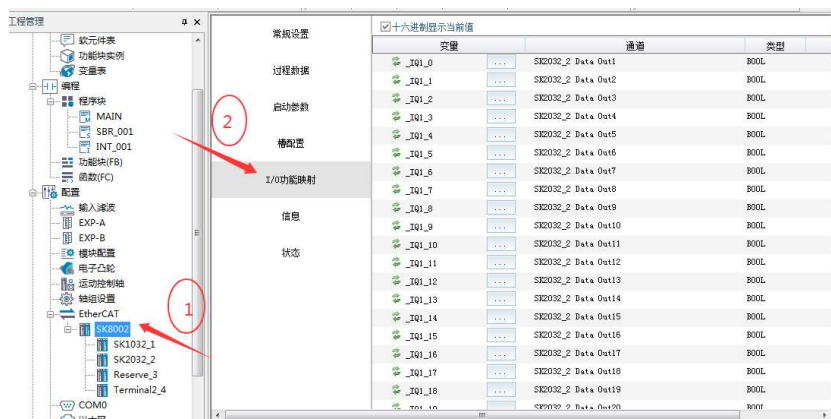 工程管理
软元件表
功能块实例
变量表
编程
程序块
MAIN
SBR_001
INT_001
功能块(FB)
函数(FC)
配置
输入滤波
EXP-A
EXP-B
模块配置
电子凸轮
运动控制轴
轴组设置
EtherCAT
SK8002
SK1032_1
SK2032_2
Reserve_3
Terminal2_4
COM0
1
2
常规设置
过程数据
启动参数
槽配置
I/O功能映射
信息
状态
十六进制显示当前值
变量 通道 类型
_IQ1_0 ... SK2032_2 Data Out1 BOOL
_IQ1_1 ... SK2032_2 Data Out2 BOOL
_IQ1_2 ... SK2032_2 Data Out3 BOOL
_IQ1_3 ... SK2032_2 Data Out4 BOOL
_IQ1_4 ... SK2032_2 Data Out5 BOOL
_IQ1_5 ... SK2032_2 Data Out6 BOOL
_IQ1_6 ... SK2032_2 Data Out7 BOOL
_IQ1_7 ... SK2032_2 Data Out8 BOOL
_IQ1_8 ... SK2032_2 Data Out9 BOOL
_IQ1_9 ... SK2032_2 Data Out10 BOOL
_IQ1_10 ... SK2032_2 Data Out11 BOOL
_IQ1_11 ... SK2032_2 Data Out12 BOOL
_IQ1_12 ... SK2032_2 Data Out13 BOOL
_IQ1_13 ... SK2032_2 Data Out14 BOOL
_IQ1_14 ... SK2032_2 Data Out15 BOOL
_IQ1_15 ... SK2032_2 Data Out16 BOOL
_IQ1_16 ... SK2032_2 Data Out17 BOOL
_IQ1_17 ... SK2032_2 Data Out18 BOOL
_IQ1_18 ... SK2032_2 Data Out19 BOOL
_IQ1_19 ... SK2032_2 Data Out20 BOOL